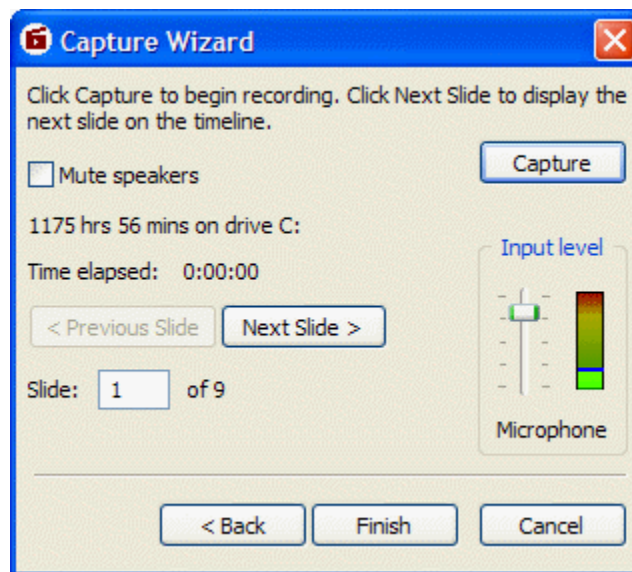 Capture Wizard
Click Capture to begin recording. Click Next Slide to display the
next slide on the timeline.
Capture
Mute speakers
1175 hrs 56 mins on drive C:
Input level
Time elapsed: 0:00:00
< Previous Slide
Next Slide >
Slide: 1 of 9
Microphone
< Back
Finish
Cancel